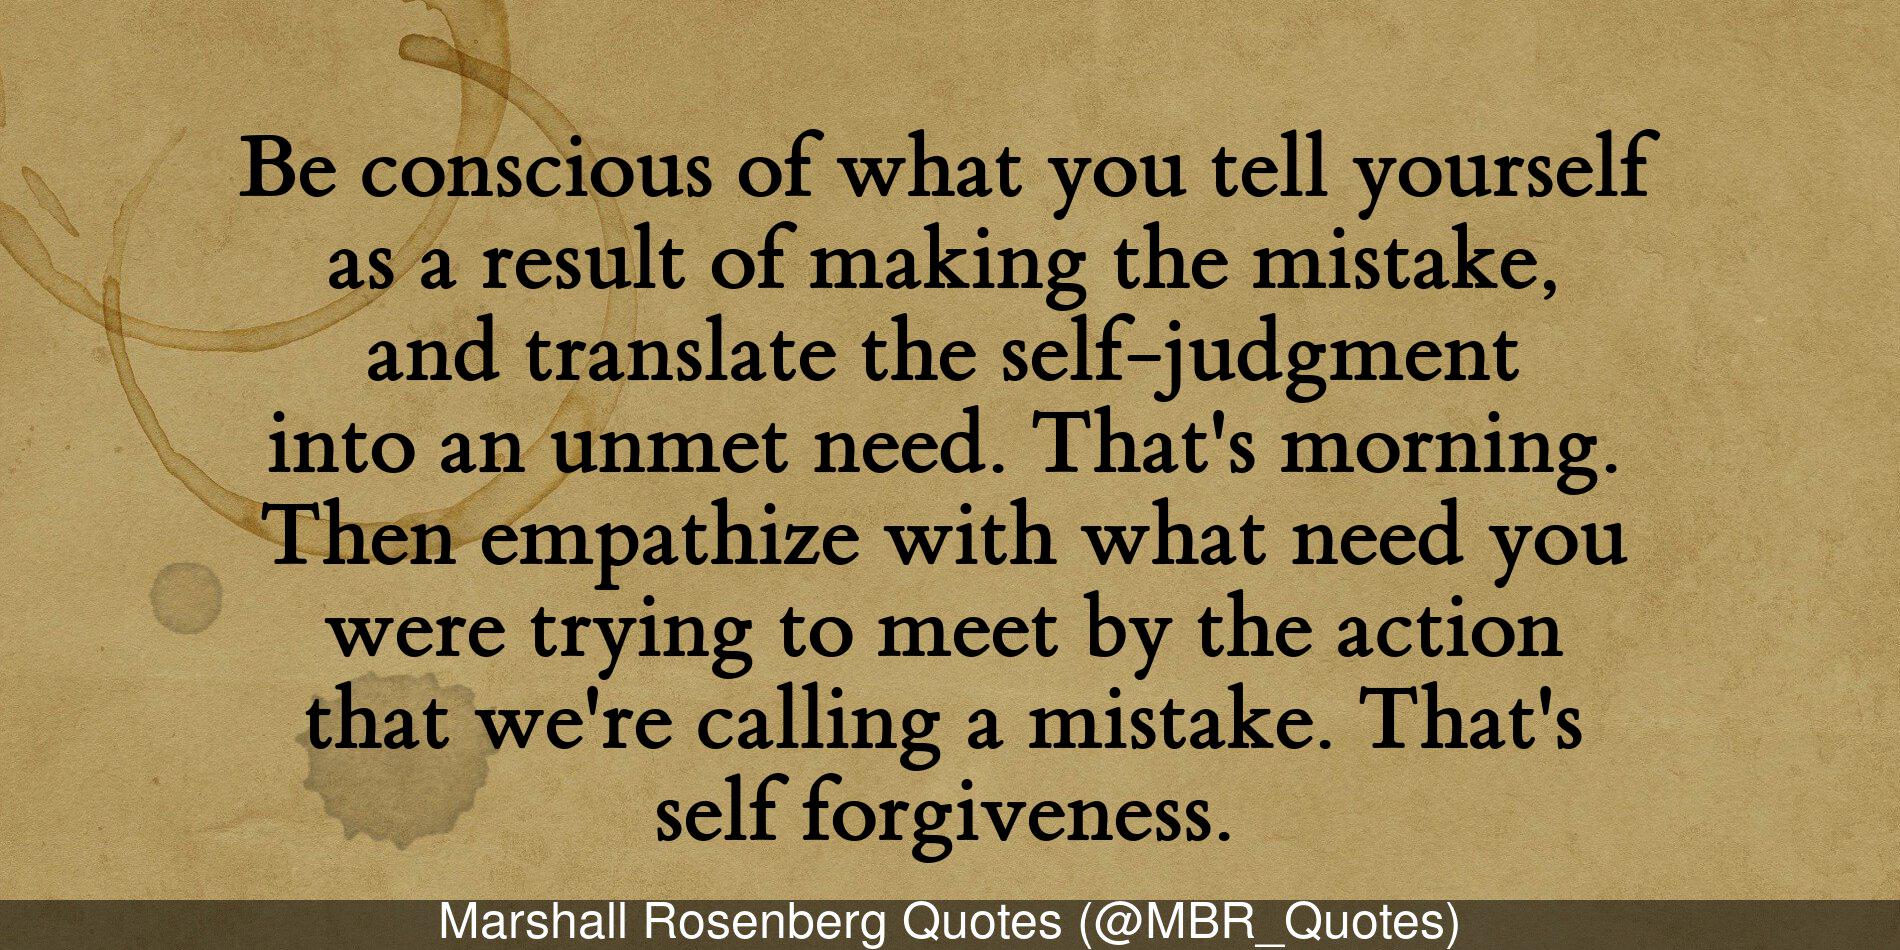 Be conscious of what you tell yourself
as a result of making the mistake,
and translate the self-judgment
into an unmet need. That's morning.
Then empathize with what need you
were trying to meet by the action
that we're calling a mistake. That's
self forgiveness.
Marshall Rosenberg Quotes (@MBR_Quotes)